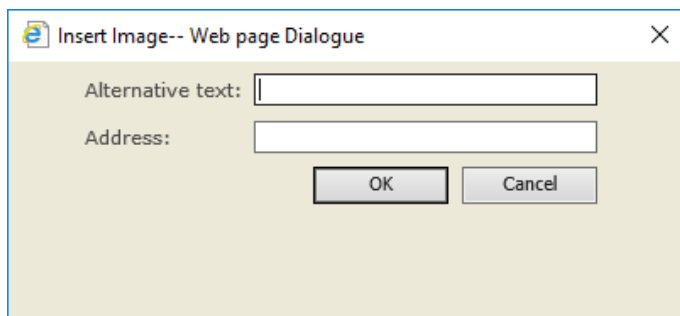 Insert Image-- Web page Dialogue
Alternative text:
Address:
OK Cancel